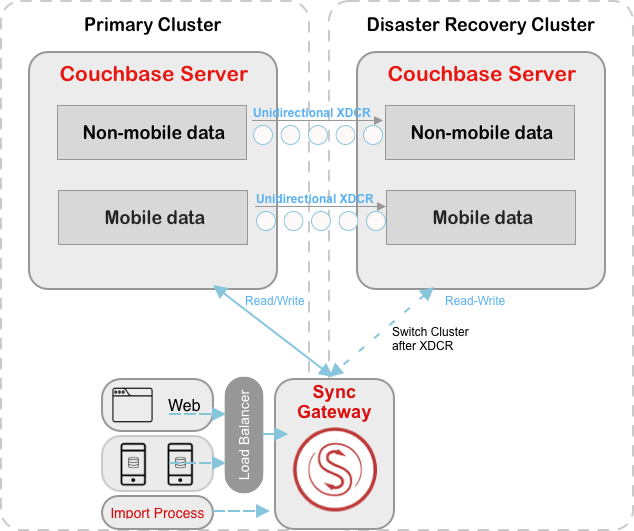 Primary Cluster
Disaster Recovery Cluster
Couchbase Server
Couchbase Server
Non-mobile data
Unidirectional XDCR
Non-mobile data
Mobile data
Unidirectional XDCR
Mobile data
Read/Write
Read-Write
Switch Cluster
after XDCR
Web
Load Balancer
Sync
Gateway
Import Process